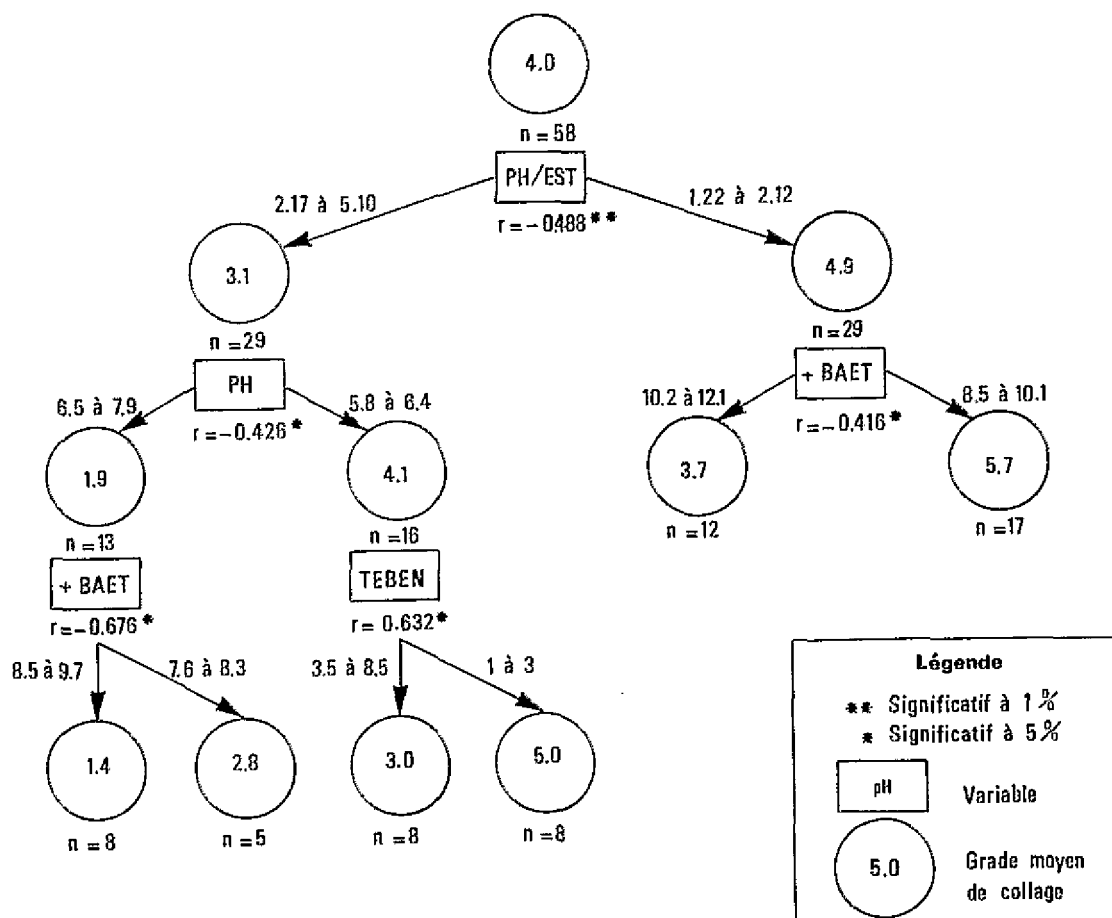 4.0
n = 58
PH/EST
r = -0.488 **
2.17 à 5.10
1.22 à 2.12
3.1
n = 29
4.9
n = 29
PH
r = -0.426 *
+ BAET
r = -0.416 *
6.5 à 7.9
5.8 à 6.4
10.2 à 12.1
8.5 à 10.1
1.9
n = 13
4.1
n = 16
3.7
n = 12
5.7
n = 17
+ BAET
r = -0.676 *
TEBEN
r = 0.632 *
8.5 à 9.7
7.6 à 8.3
3.5 à 8.5
1 à 3
1.4
n = 8
2.8
n = 5
3.0
n = 8
5.0
n = 8
Légende
** Significatif à 1 %
* Significatif à 5 %
pH
Variable
5.0
Grade moyen
de collage